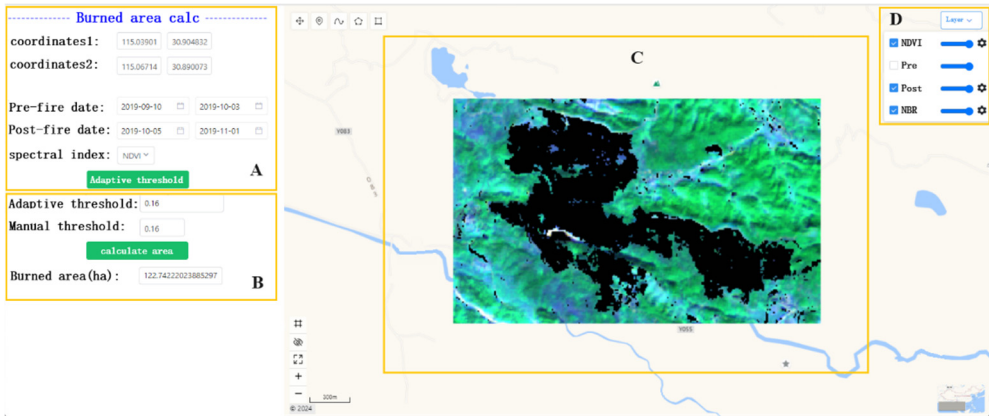 Burned area calc
coordinates1: 115.03901 30.904832
coordinates2: 115.06714 30.890073
Pre-fire date: 2019-09-10 2019-10-03
Post-fire date: 2019-10-05 2019-11-01
spectral index: NDVI
A
Adaptive threshold
Adaptive threshold: 0.16
Manual threshold: 0.16
calculate area
Burned area(ha): 122.74222023885297
B
C
Y083
Y055
300m
© 2024
D
Layer
NDVI
Pre
Post
NBR